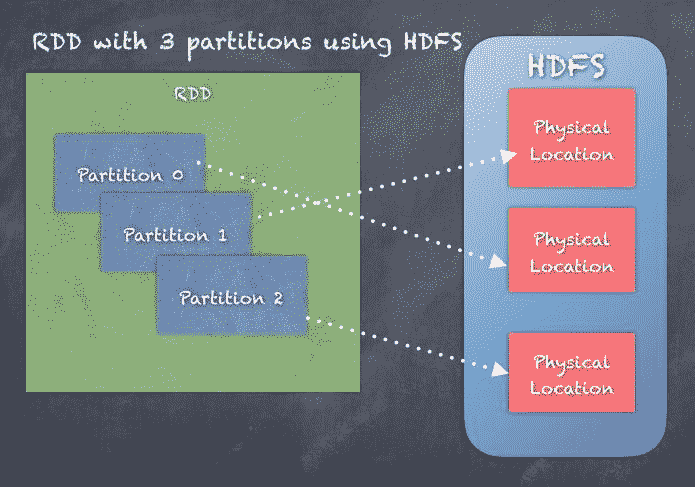 RDD with 3 partitions using HDFS
RDD
Partition 0
Partition 1
Partition 2
HDFS
Physical
Location
Physical
Location
Physical
Location